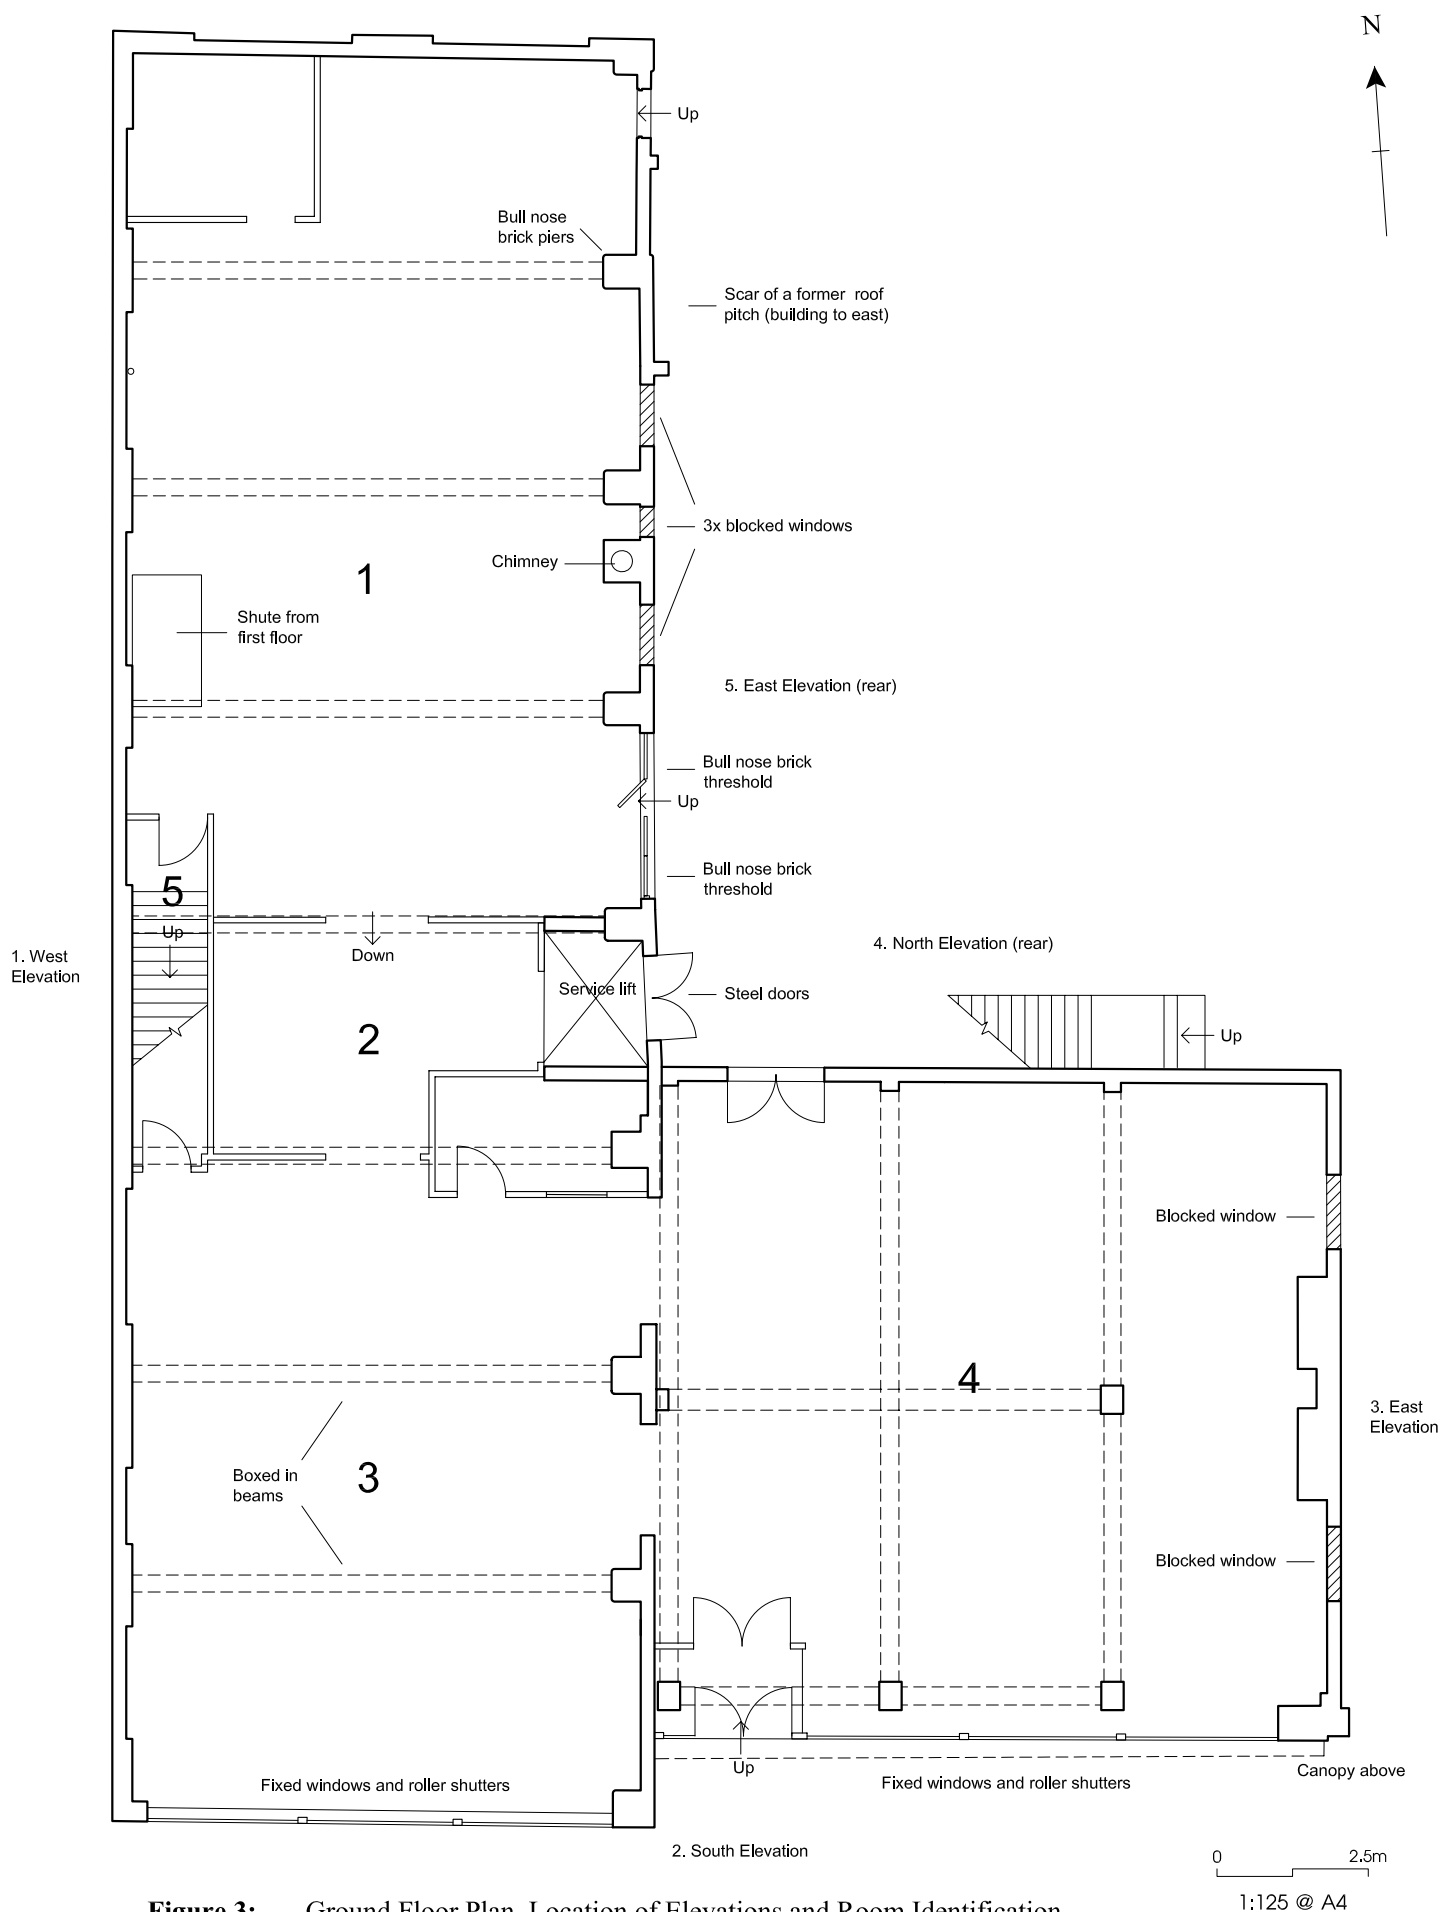 N
Up
Bull nose
brick piers
Scar of a former roof
pitch (building to east)
3x blocked windows
Chimney
1
Shute from
first floor
5. East Elevation (rear)
Bull nose brick
threshold
Up
Bull nose brick
threshold
5
Up
Down
1. West
Elevation
4. North Elevation (rear)
Service lift
Steel doors
2
Up
Blocked window
4
3. East
Elevation
Boxed in
beams
3
Blocked window
Up
Fixed windows and roller shutters
Fixed windows and roller shutters
Canopy above
2. South Elevation
0 2.5m
1:125 @ A4
Figure 3: Ground Floor Plan, Location of Elevations and Room Identification